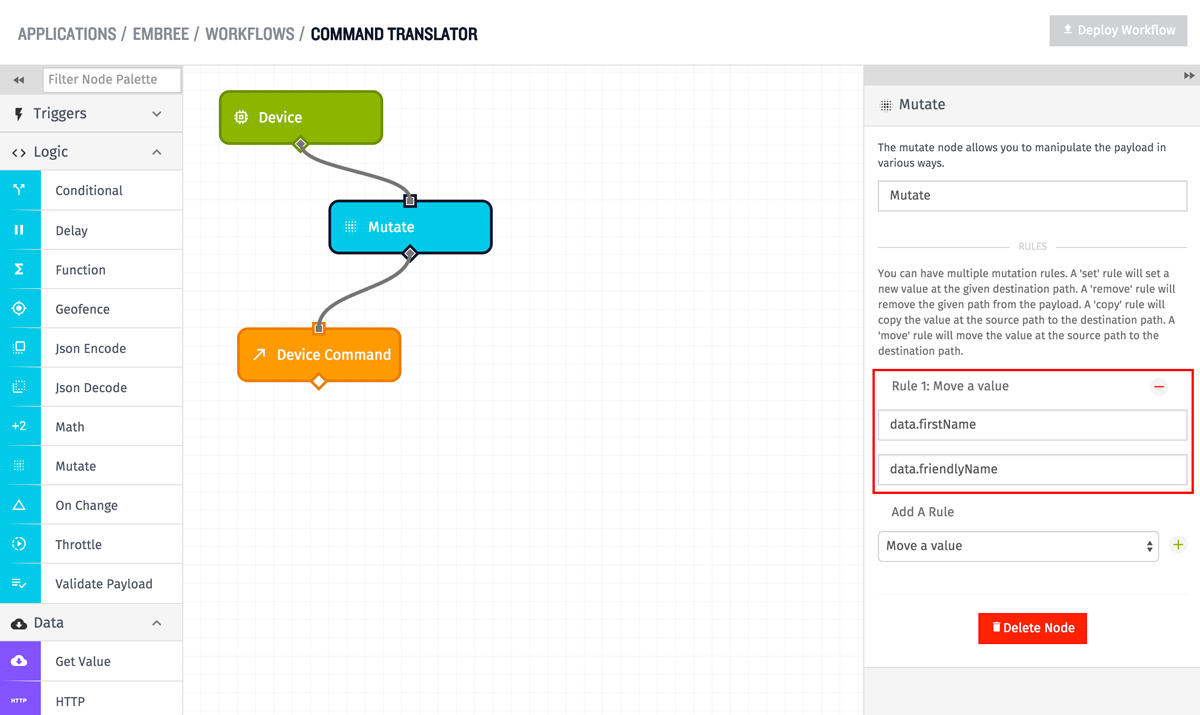 APPLICATIONS / EMBREE / WORKFLOWS / COMMAND TRANSLATOR
Deploy Workflow
Filter Node Palette
Triggers
Logic
Conditional
Delay
Function
Geofence
Json Encode
Json Decode
+2 Math
Mutate
On Change
Throttle
Validate Payload
Data
Get Value
HTTP HTTP
Device
Mutate
Device Command
Mutate
The mutate node allows you to manipulate the payload in
various ways.
Mutate
RULES
You can have multiple mutation rules. A 'set' rule will set a
new value at the given destination path. A 'remove' rule will
remove the given path from the payload. A 'copy' rule will
copy the value at the source path to the destination path. A
'move' rule will move the value at the source path to the
destination path.
Rule 1: Move a value
data.firstName
data.friendlyName
Add A Rule
Move a value
Delete Node